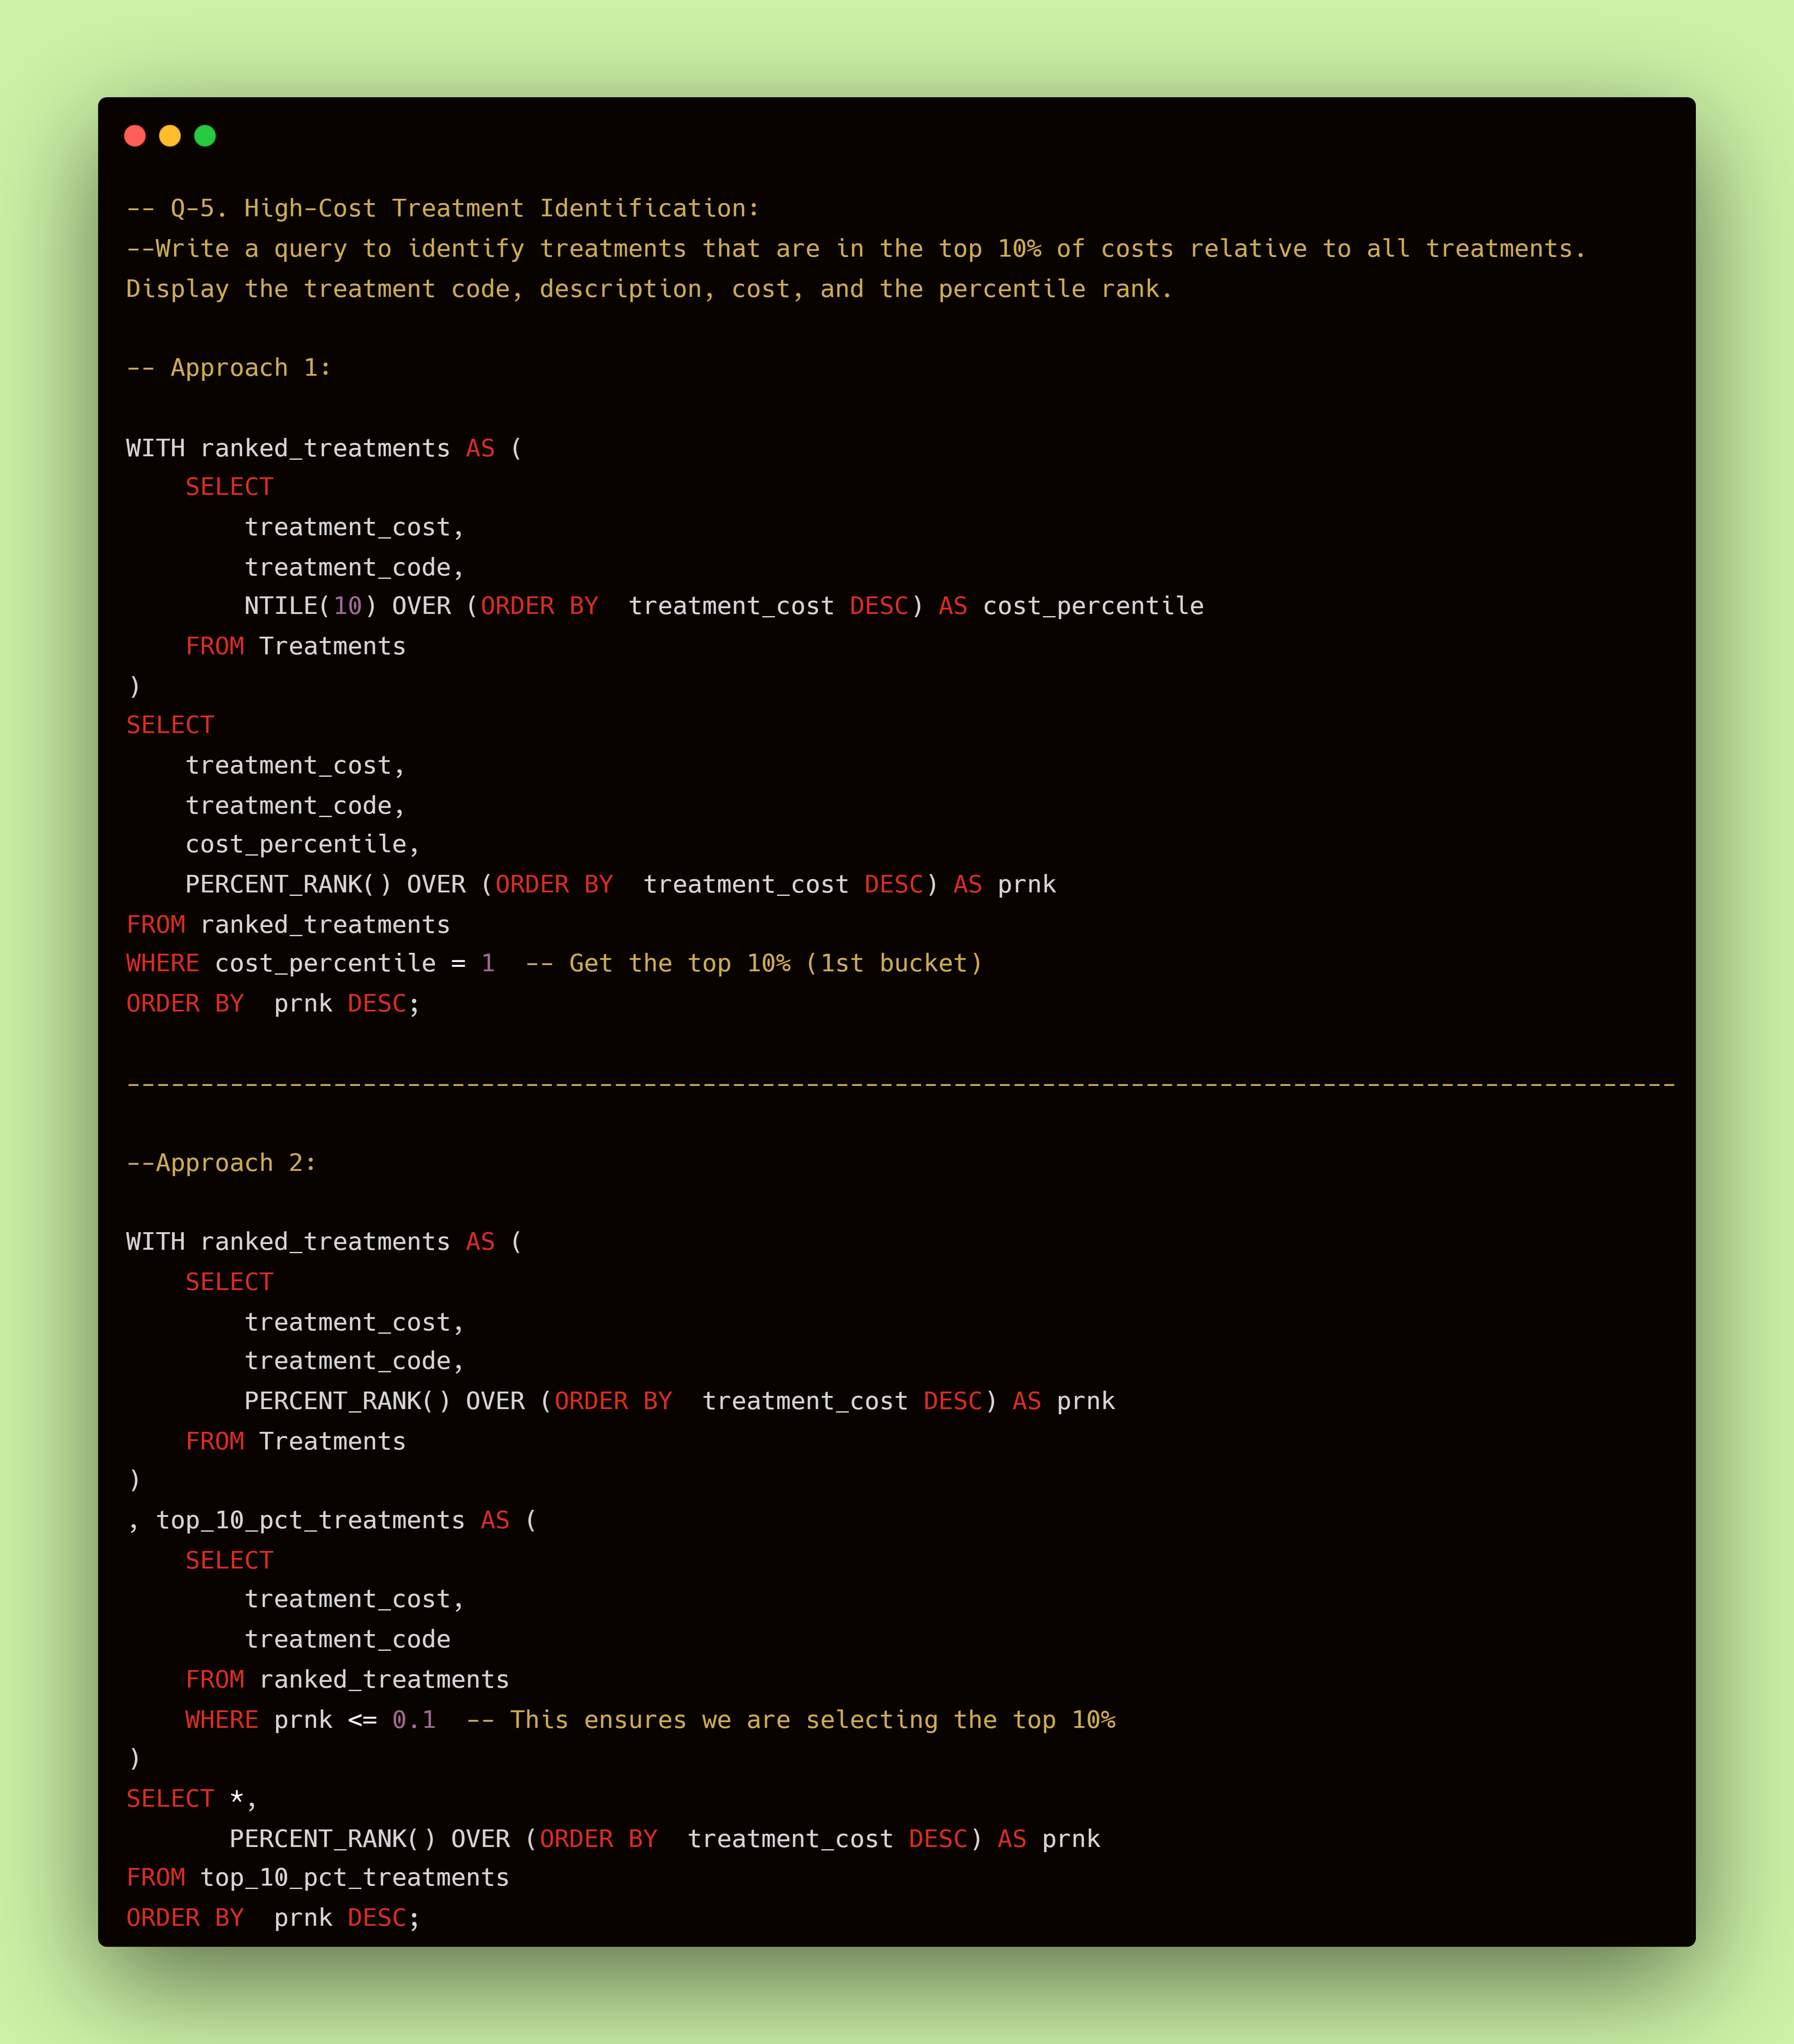 -- Q-5. High-Cost Treatment Identification:
--Write a query to identify treatments that are in the top 10% of costs relative to all treatments.
Display the treatment code, description, cost, and the percentile rank.

-- Approach 1:

WITH ranked_treatments AS (
    SELECT
        treatment_cost,
        treatment_code,
        NTILE(10) OVER (ORDER BY  treatment_cost DESC) AS cost_percentile
    FROM Treatments
)
SELECT
    treatment_cost,
    treatment_code,
    cost_percentile,
    PERCENT_RANK() OVER (ORDER BY  treatment_cost DESC) AS prnk
FROM ranked_treatments
WHERE cost_percentile = 1  -- Get the top 10% (1st bucket)
ORDER BY  prnk DESC;

---------------------------------------------------------------------------------------------------------

--Approach 2:

WITH ranked_treatments AS (
    SELECT
        treatment_cost,
        treatment_code,
        PERCENT_RANK() OVER (ORDER BY  treatment_cost DESC) AS prnk
    FROM Treatments
)
, top_10_pct_treatments AS (
    SELECT
        treatment_cost,
        treatment_code
    FROM ranked_treatments
    WHERE prnk <= 0.1  -- This ensures we are selecting the top 10%
)
SELECT *,
       PERCENT_RANK() OVER (ORDER BY  treatment_cost DESC) AS prnk
FROM top_10_pct_treatments
ORDER BY  prnk DESC;